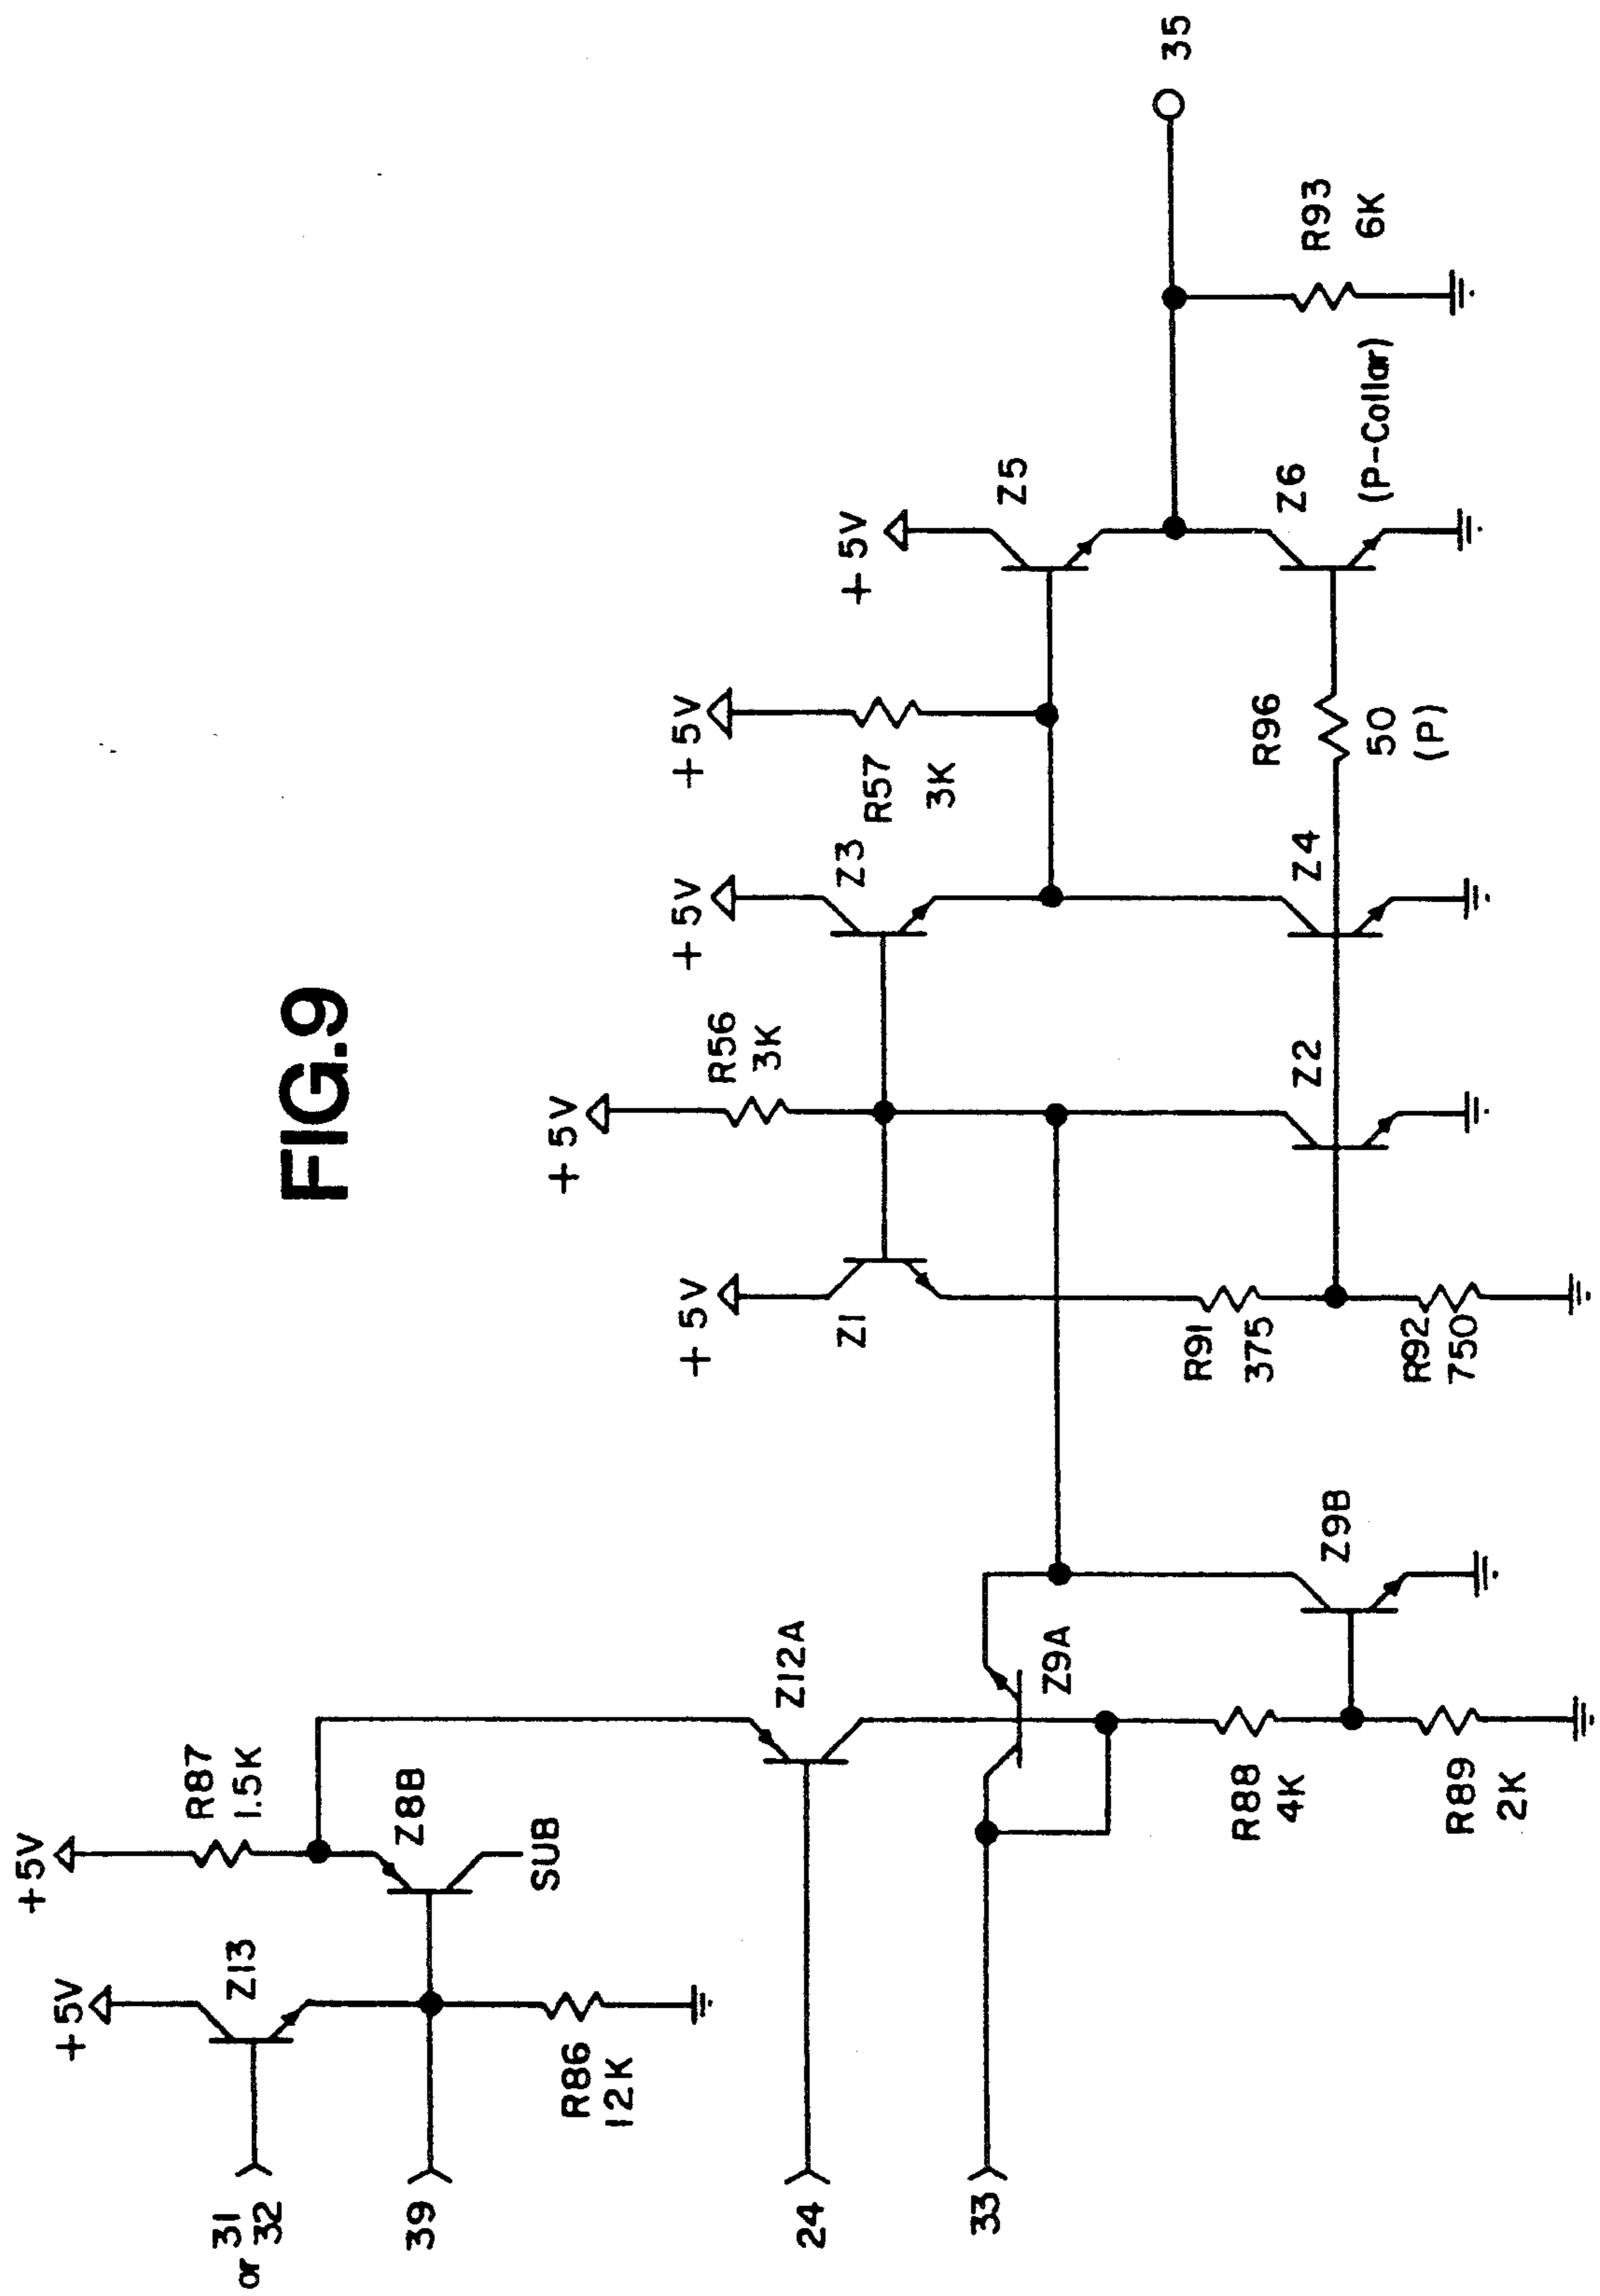 FIG.9
31
or 32
39
24
33
+5V
Z13
R86
12K
+5V
R87
1.5K
Z8B
SUB
Z12A
Z9A
R88
4K
R89
2K
Z9B
+5V
Z1
R91
375
R92
750
+5V
R56
3K
Z2
+5V
Z3
Z4
+5V
R57
3K
R96
50
(P)
+5V
Z5
Z6
(P-Collar)
R93
6K
35